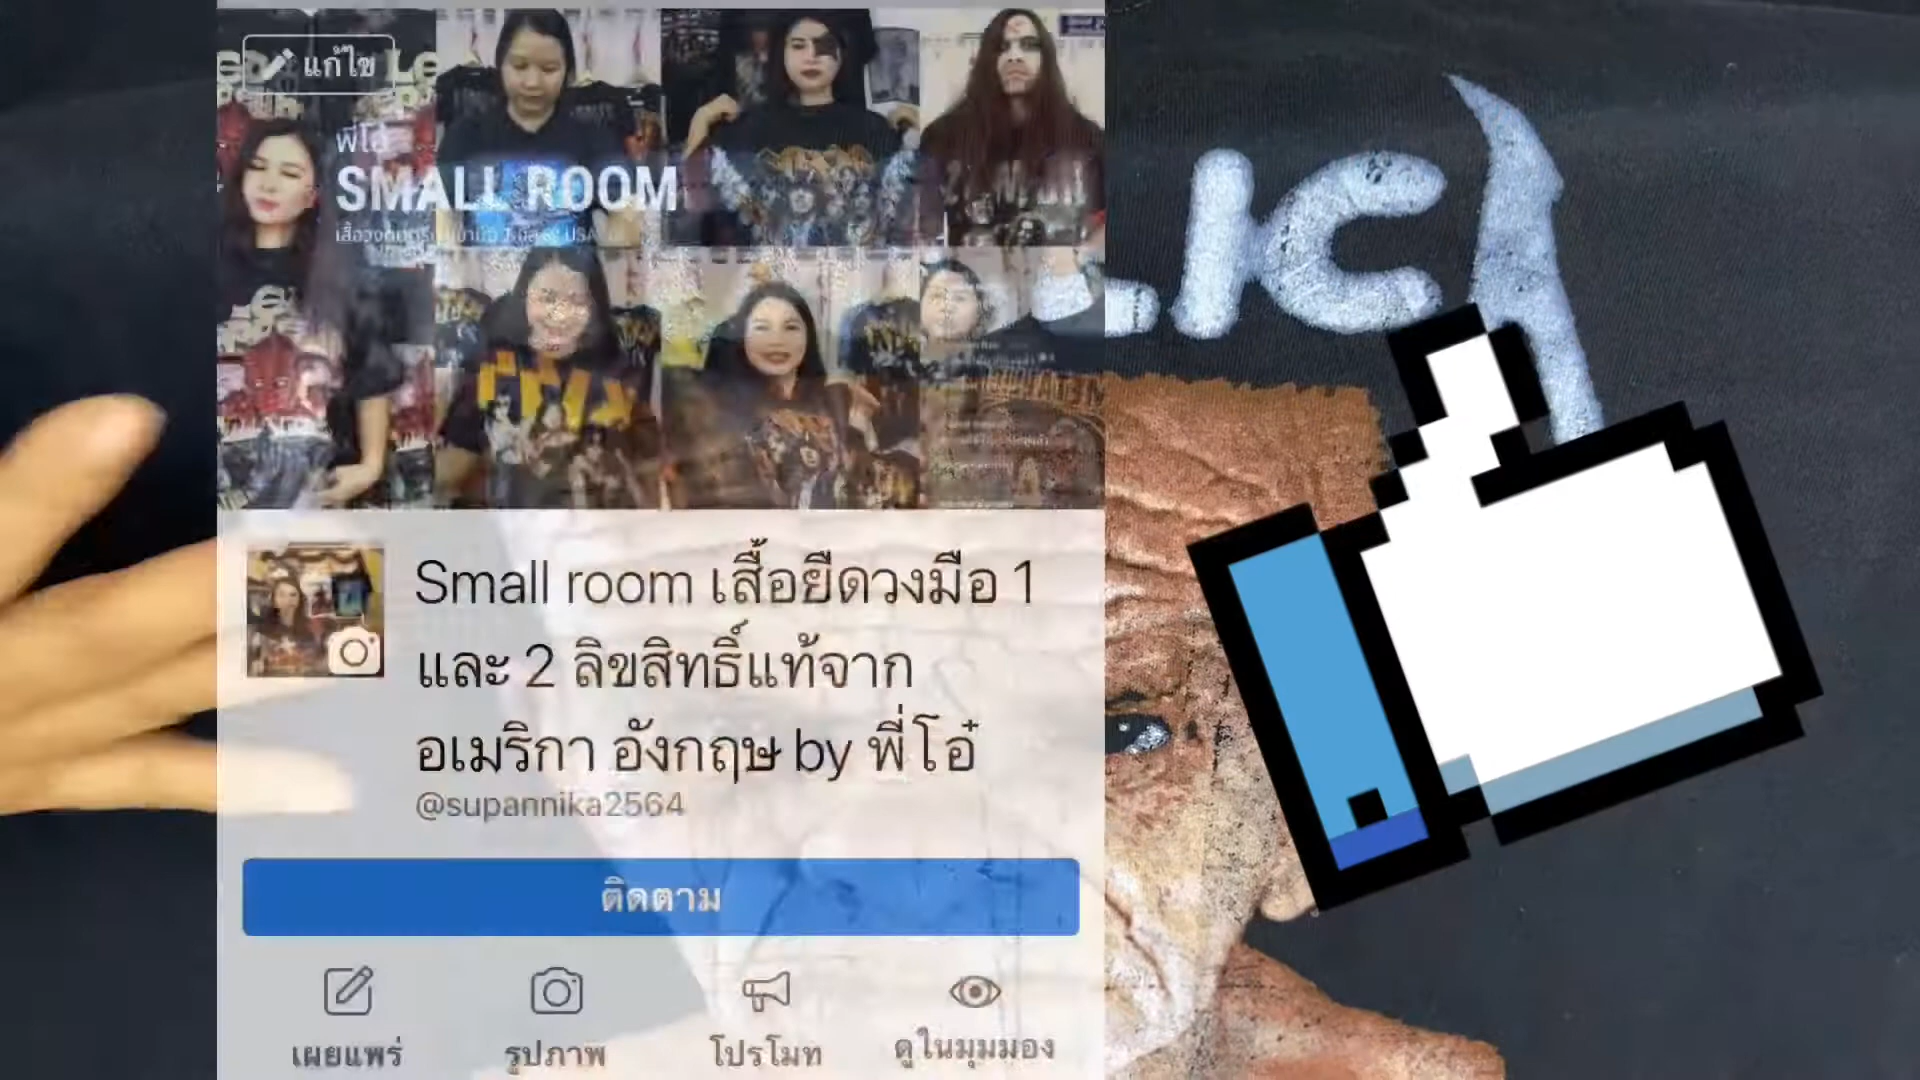 แก้ไข
พี่โอ๋
SMALL ROOM
LIC
Small room เสื้อยืดวงมือ 1
และ 2 ลิขสิทธิ์แท้จาก
อเมริกา อังกฤษ by พี่โอ๋
@supannika2564
ติดตาม
เผยแพร่
รูปภาพ
โปรโมท
ดูในมุมมอง